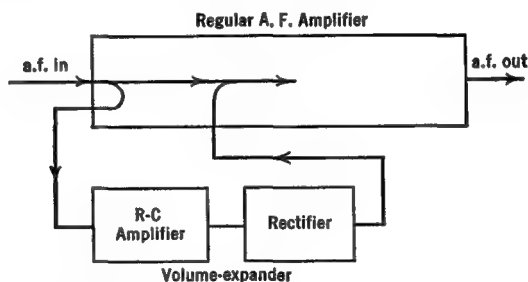 Regular A. F. Amplifier
a.f. in
a.f. out
R-C
Amplifier
Rectifier
Volume-expander